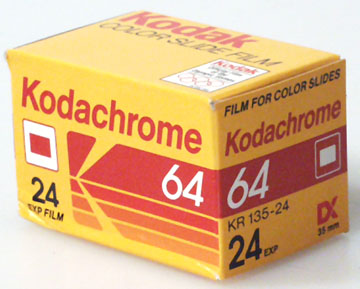 Kodak
COLOR SLIDE FILM
Kodak
Kodachrome
64
24
EXP FILM
FILM FOR COLOR SLIDES
Kodachrome
64
KR 135-24
24 EXP
DX
35 mm